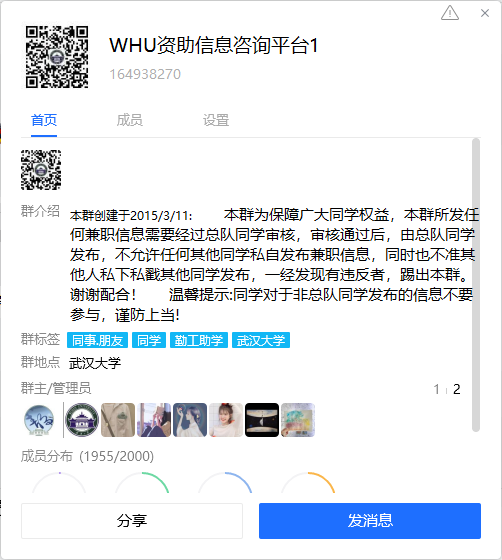 WHU资助信息咨询平台1
164938270
首页 成员 设置
群介绍 本群创建于2015/3/11: 本群为保障广大同学权益，本群所发任
何兼职信息需要经过总队同学审核，审核通过后，由总队同学
发布，不允许任何其他同学私自发布兼职信息，同时也不准其
他人私下私戳其他同学发布，一经发现有违反者，踢出本群。
谢谢配合！ 温馨提示:同学对于非总队同学发布的信息不要
参与，谨防上当!
群标签 同事.朋友 同学 勤工助学 武汉大学
群地点 武汉大学
群主/管理员 1 2
成员分布 (1955/2000)
分享 发消息